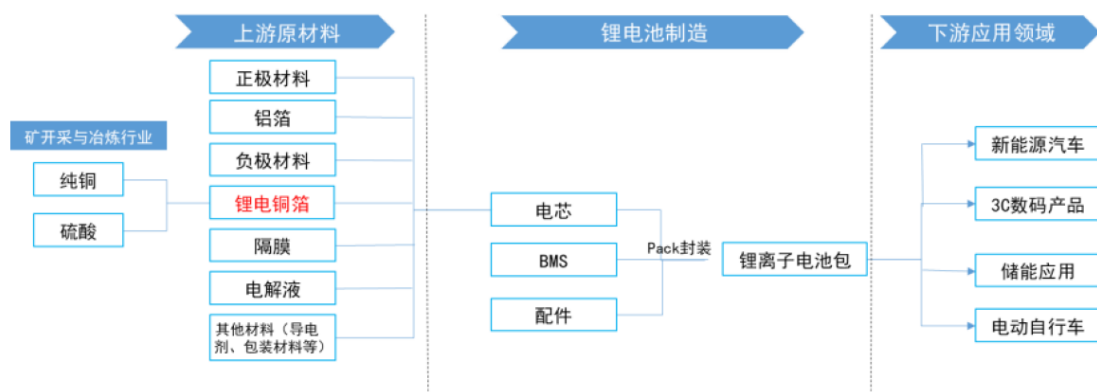 上游原材料
锂电池制造
下游应用领域
矿开采与冶炼行业
纯铜
硫酸
正极材料
铝箔
负极材料
锂电铜箔
隔膜
电解液
其他材料（导电
剂、包装材料等）
电芯
BMS
配件
Pack封装
锂离子电池包
新能源汽车
3C数码产品
储能应用
电动自行车